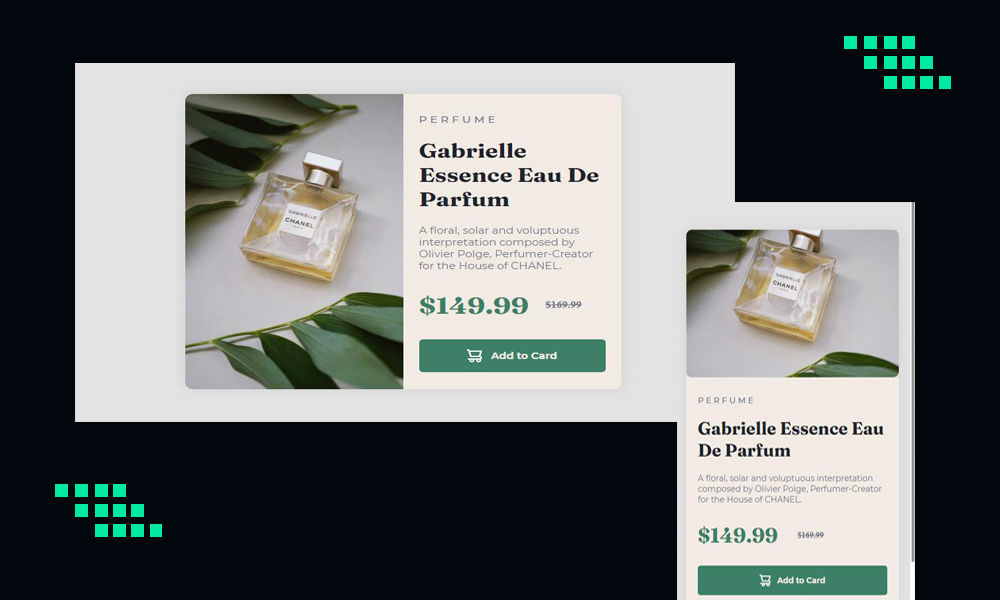 GABRIELLE
CHANEL
PERFUME
Gabrielle
Essence Eau De
Parfum
A floral, solar and voluptuous
interpretation composed by
Olivier Polge, Perfumer-Creator
for the House of CHANEL.
$149.99 $169.99
Add to Card
GABRIELLE
CHANEL
PERFUME
Gabrielle Essence Eau
De Parfum
A floral, solar and voluptuous interpretation
composed by Olivier Polge, Perfumer-Creator
for the House of CHANEL.
$149.99 $169.99
Add to Card